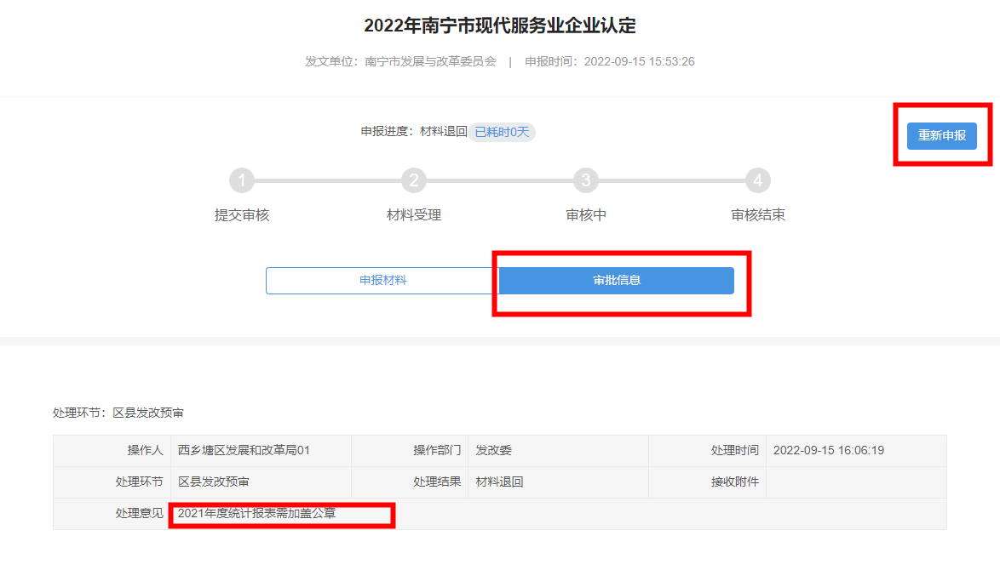 2022年南宁市现代服务业企业认定
发文单位：南宁市发展与改革委员会 | 申报时间：2022-09-15 15:53:26
申报进度：材料退回 已耗时0天
重新申报
1 2 3 4
提交审核 材料受理 审核中 审核结束
申报材料 审批信息
处理环节：区县发改预审
操作人 西乡塘区发展和改革局01 操作部门 发改委 处理时间 2022-09-15 16:06:19
处理环节 区县发改预审 处理结果 材料退回 接收附件
处理意见 2021年度统计报表需加盖公章